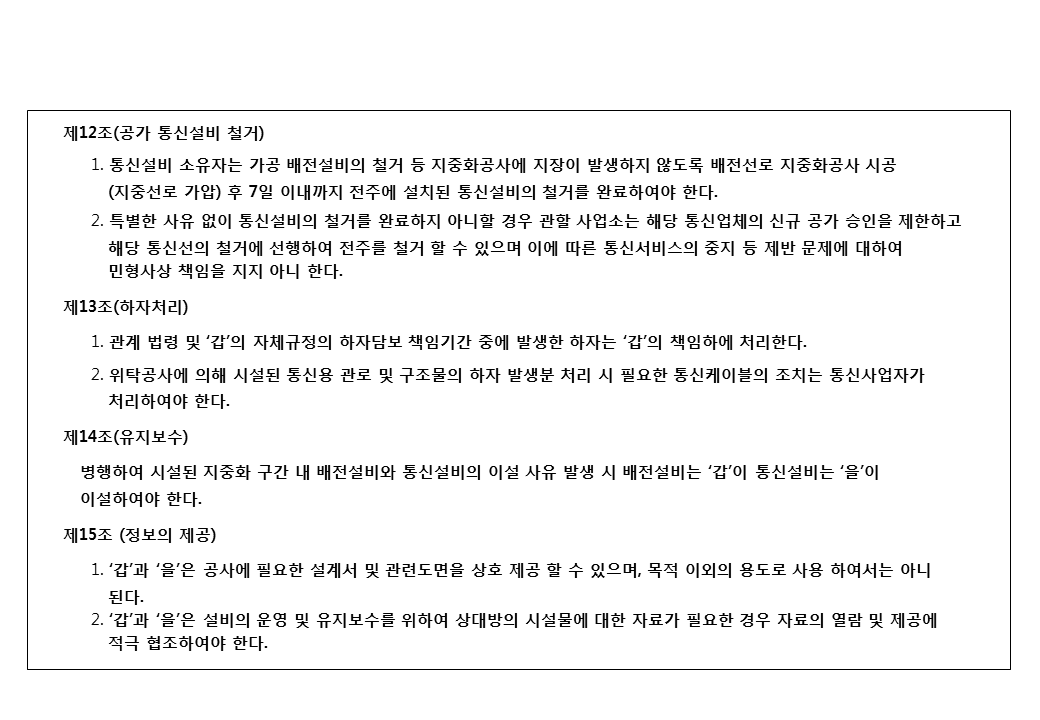 제12조(공가 통신설비 철거)
1. 통신설비 소유자는 가공 배전설비의 철거 등 지중화공사에 지장이 발생하지 않도록 배전선로 지중화공사 시공
(지중선로 가압) 후 7일 이내까지 전주에 설치된 통신설비의 철거를 완료하여야 한다.
2. 특별한 사유 없이 통신설비의 철거를 완료하지 아니할 경우 관할 사업소는 해당 통신업체의 신규 공가 승인을 제한하고
해당 통신선의 철거에 선행하여 전주를 철거 할 수 있으며 이에 따른 통신서비스의 중지 등 제반 문제에 대하여
민형사상 책임을 지지 아니 한다.
제13조(하자처리)
1. 관계 법령 및 ‘갑’의 자체규정의 하자담보 책임기간 중에 발생한 하자는 ‘갑’의 책임하에 처리한다.
2. 위탁공사에 의해 시설된 통신용 관로 및 구조물의 하자 발생분 처리 시 필요한 통신케이블의 조치는 통신사업자가
처리하여야 한다.
제14조(유지보수)
병행하여 시설된 지중화 구간 내 배전설비와 통신설비의 이설 사유 발생 시 배전설비는 ‘갑’이 통신설비는 ‘을’이
이설하여야 한다.
제15조 (정보의 제공)
1. ‘갑’과 ‘을’은 공사에 필요한 설계서 및 관련도면을 상호 제공 할 수 있으며, 목적 이외의 용도로 사용 하여서는 아니
된다.
2. ‘갑’과 ‘을’은 설비의 운영 및 유지보수를 위하여 상대방의 시설물에 대한 자료가 필요한 경우 자료의 열람 및 제공에
적극 협조하여야 한다.